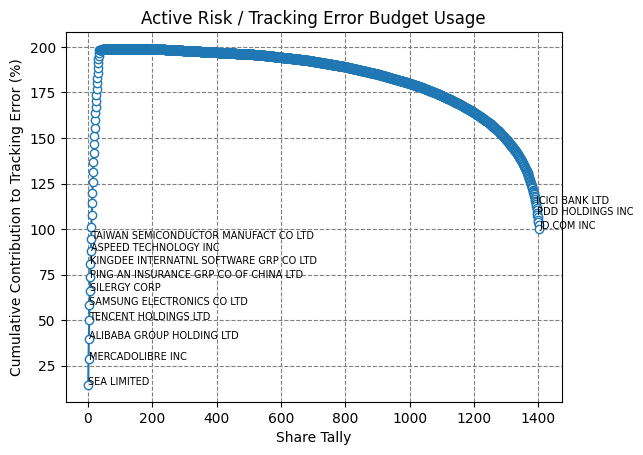 Active Risk / Tracking Error Budget Usage
Cumulative Contribution to Tracking Error (%)
200
175
150
125
100
75
50
25
ICICI BANK LTD
PDD HOLDINGS INC
JD.COM INC
TAIWAN SEMICONDUCTOR MANUFACT CO LTD
ASPEED TECHNOLOGY INC
KINGDEE INTERNATNL SOFTWARE GRP CO LTD
PING AN INSURANCE GRP CO OF CHINA LTD
SILERGY CORP
SAMSUNG ELECTRONICS CO LTD
TENCENT HOLDINGS LTD
ALIBABA GROUP HOLDING LTD
MERCADOLIBRE INC
SEA LIMITED
0 200 400 600 800 1000 1200 1400
Share Tally